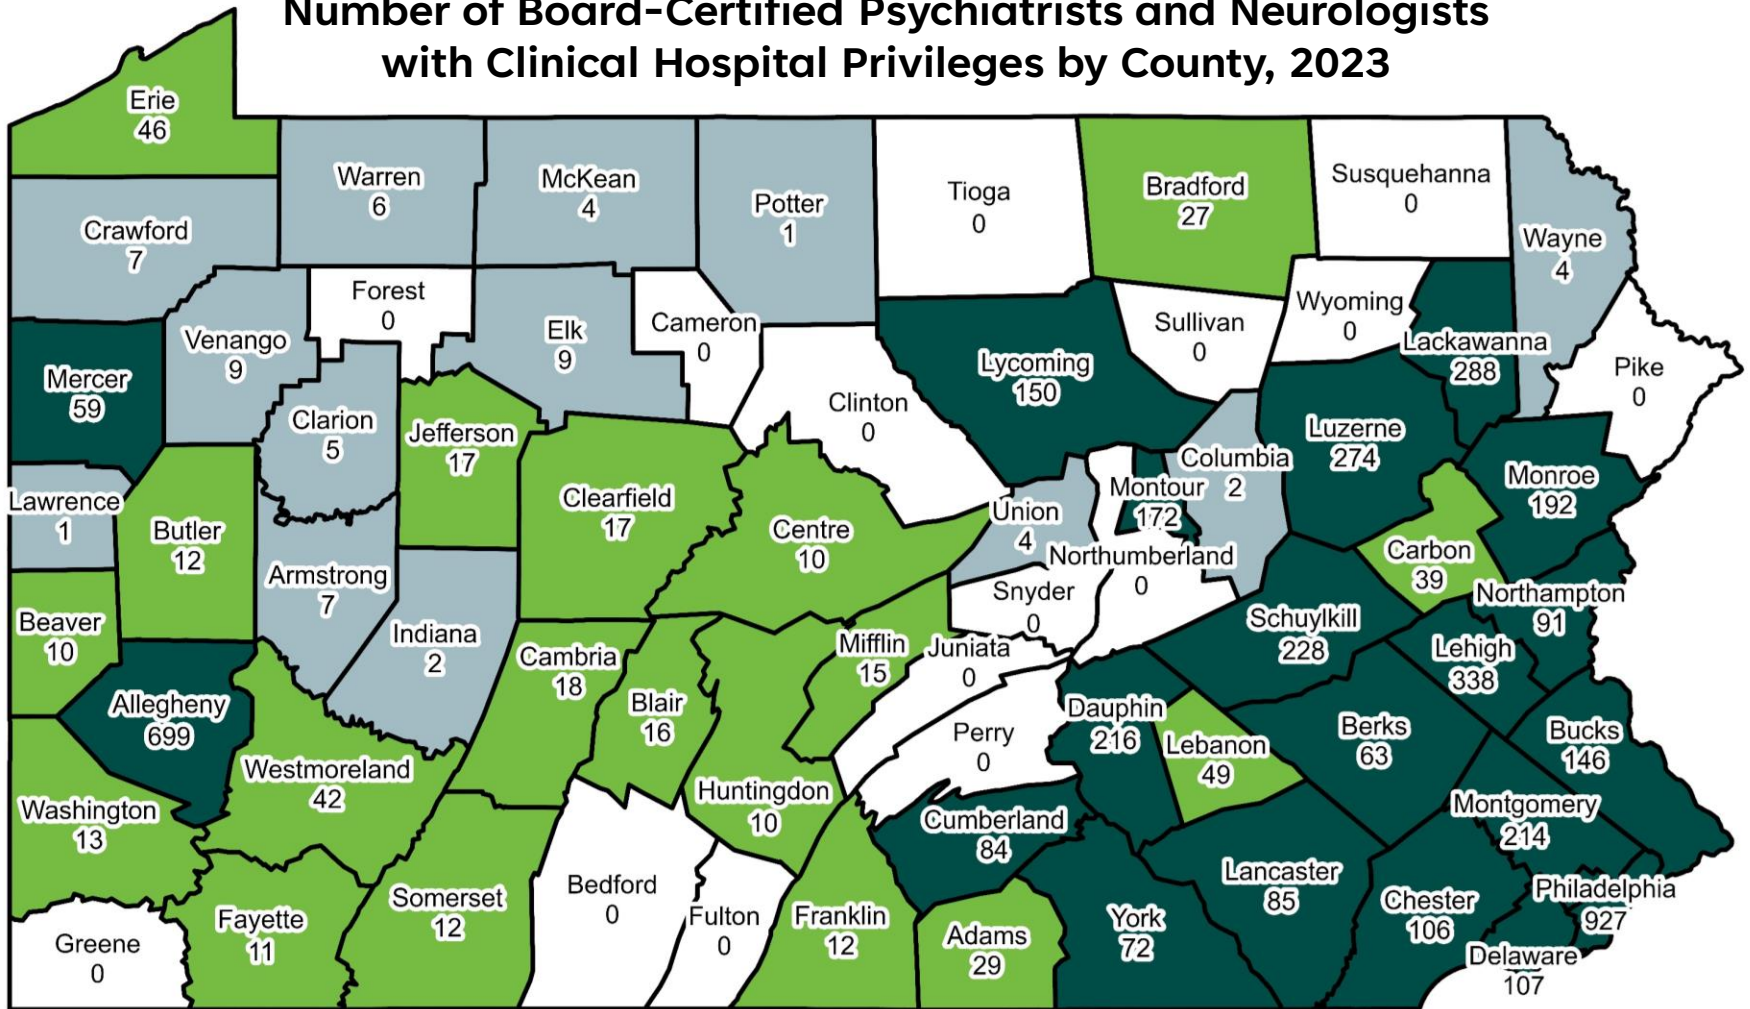 Number of Board-Certified Psychiatrists and Neurologists
with Clinical Hospital Privileges by County, 2023
Erie
46
Crawford
7
Warren
6
McKean
4
Potter
1
Tioga
0
Bradford
27
Susquehanna
0
Wayne
4
Forest
0
Venango
9
Elk
9
Cameron
0
Sullivan
0
Wyoming
0
Lackawanna
288
Pike
0
Mercer
59
Clarion
5
Jefferson
17
Clinton
0
Lycoming
150
Columbia
2
Luzerne
274
Monroe
192
Lawrence
1
Butler
12
Clearfield
17
Centre
10
Union
4
Montour
172
Northumberland
0
Carbon
39
Northampton
91
Armstrong
7
Indiana
2
Beaver
10
Snyder
0
Schuylkill
228
Lehigh
338
Allegheny
699
Cambria
18
Blair
16
Mifflin
15
Juniata
0
Perry
0
Dauphin
216
Lebanon
49
Berks
63
Bucks
146
Washington
13
Westmoreland
42
Huntingdon
10
Cumberland
84
Montgomery
214
Greene
0
Fayette
11
Somerset
12
Bedford
0
Fulton
0
Franklin
12
Adams
29
York
72
Lancaster
85
Chester
106
Philadelphia
927
Delaware
107